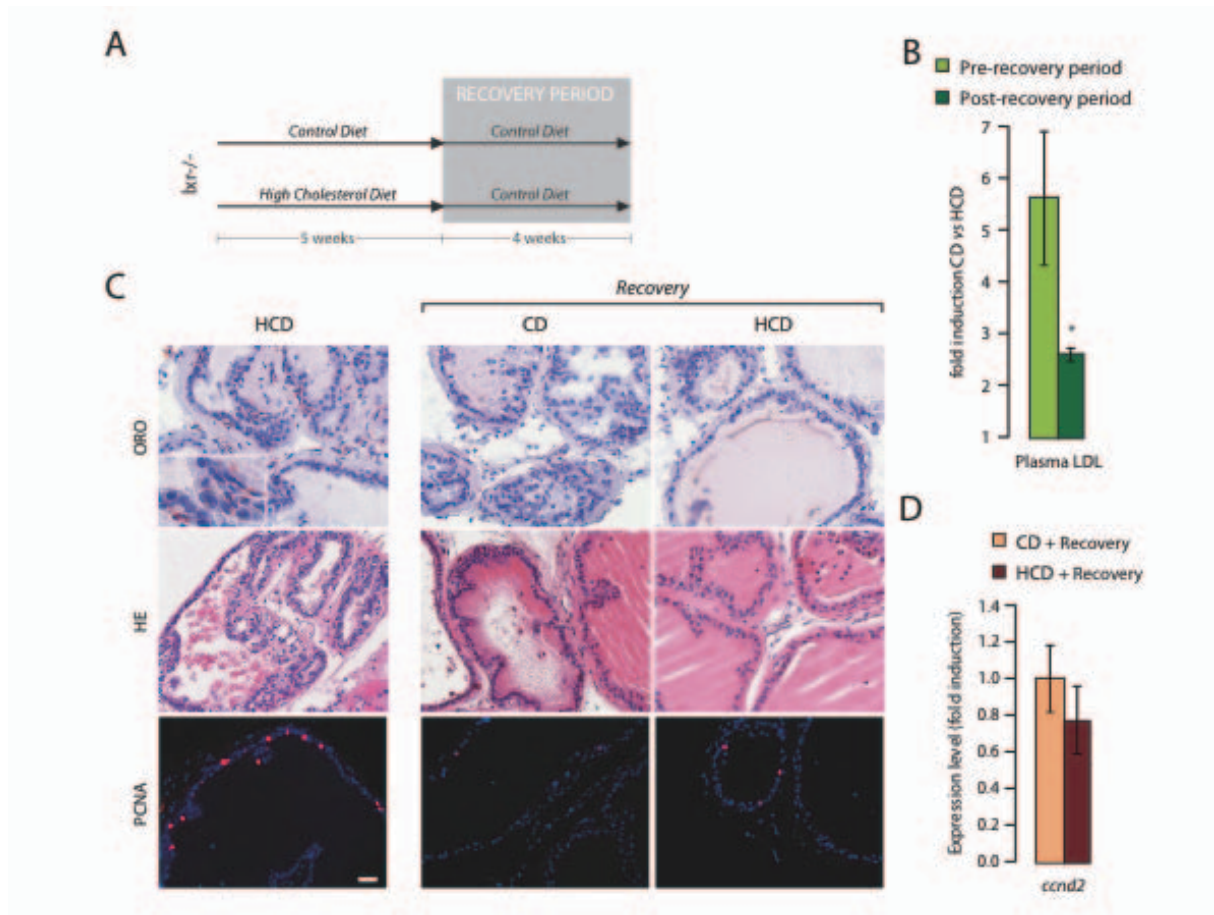 A
RECOVERY PERIOD
Control Diet
Control Diet
lxr-/-
High Cholesterol Diet
Control Diet
5 weeks
4 weeks
B
Pre-recovery period
Post-recovery period
fold induction CD vs HCD
7
6
5
4
3
2
1
*
Plasma LDL
C
Recovery
HCD
CD
HCD
ORO
HE
PCNA
D
CD + Recovery
HCD + Recovery
Expression level (fold induction)
1.4
1.2
1.0
0.8
0.6
0.4
0.2
0.0
ccnd2